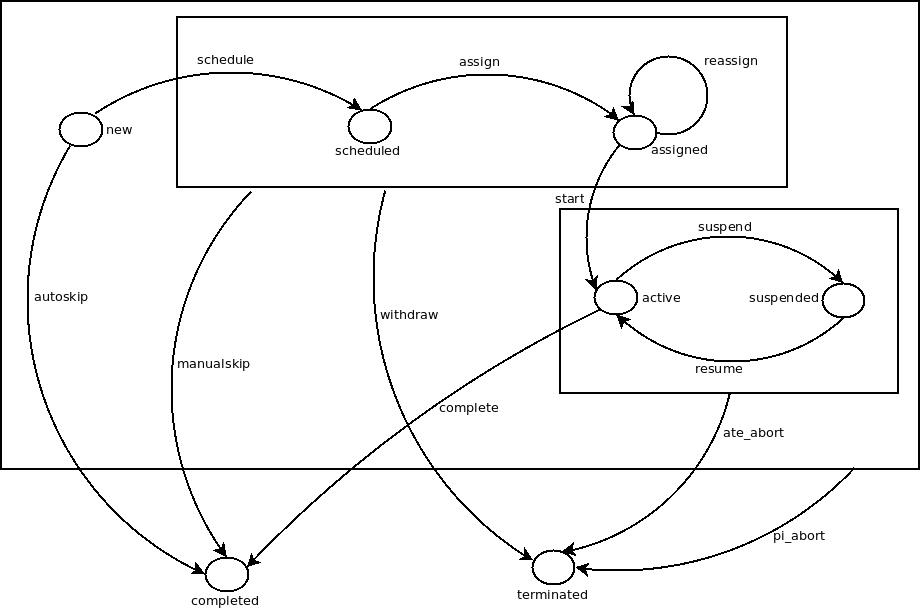 schedule
assign
reassign
new
scheduled
assigned
start
suspend
autoskip
active
suspended
withdraw
manualskip
resume
complete
ate_abort
pi_abort
completed
terminated